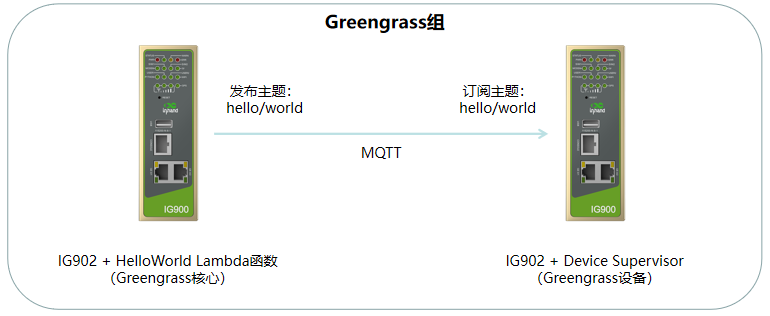 Greengrass组
发布主题:
hello/world
订阅主题:
hello/world
MQTT
inhand
IG900
inhand
IG900
IG902 + HelloWorld Lambda函数
(Greengrass核心)
IG902 + Device Supervisor
(Greengrass设备)